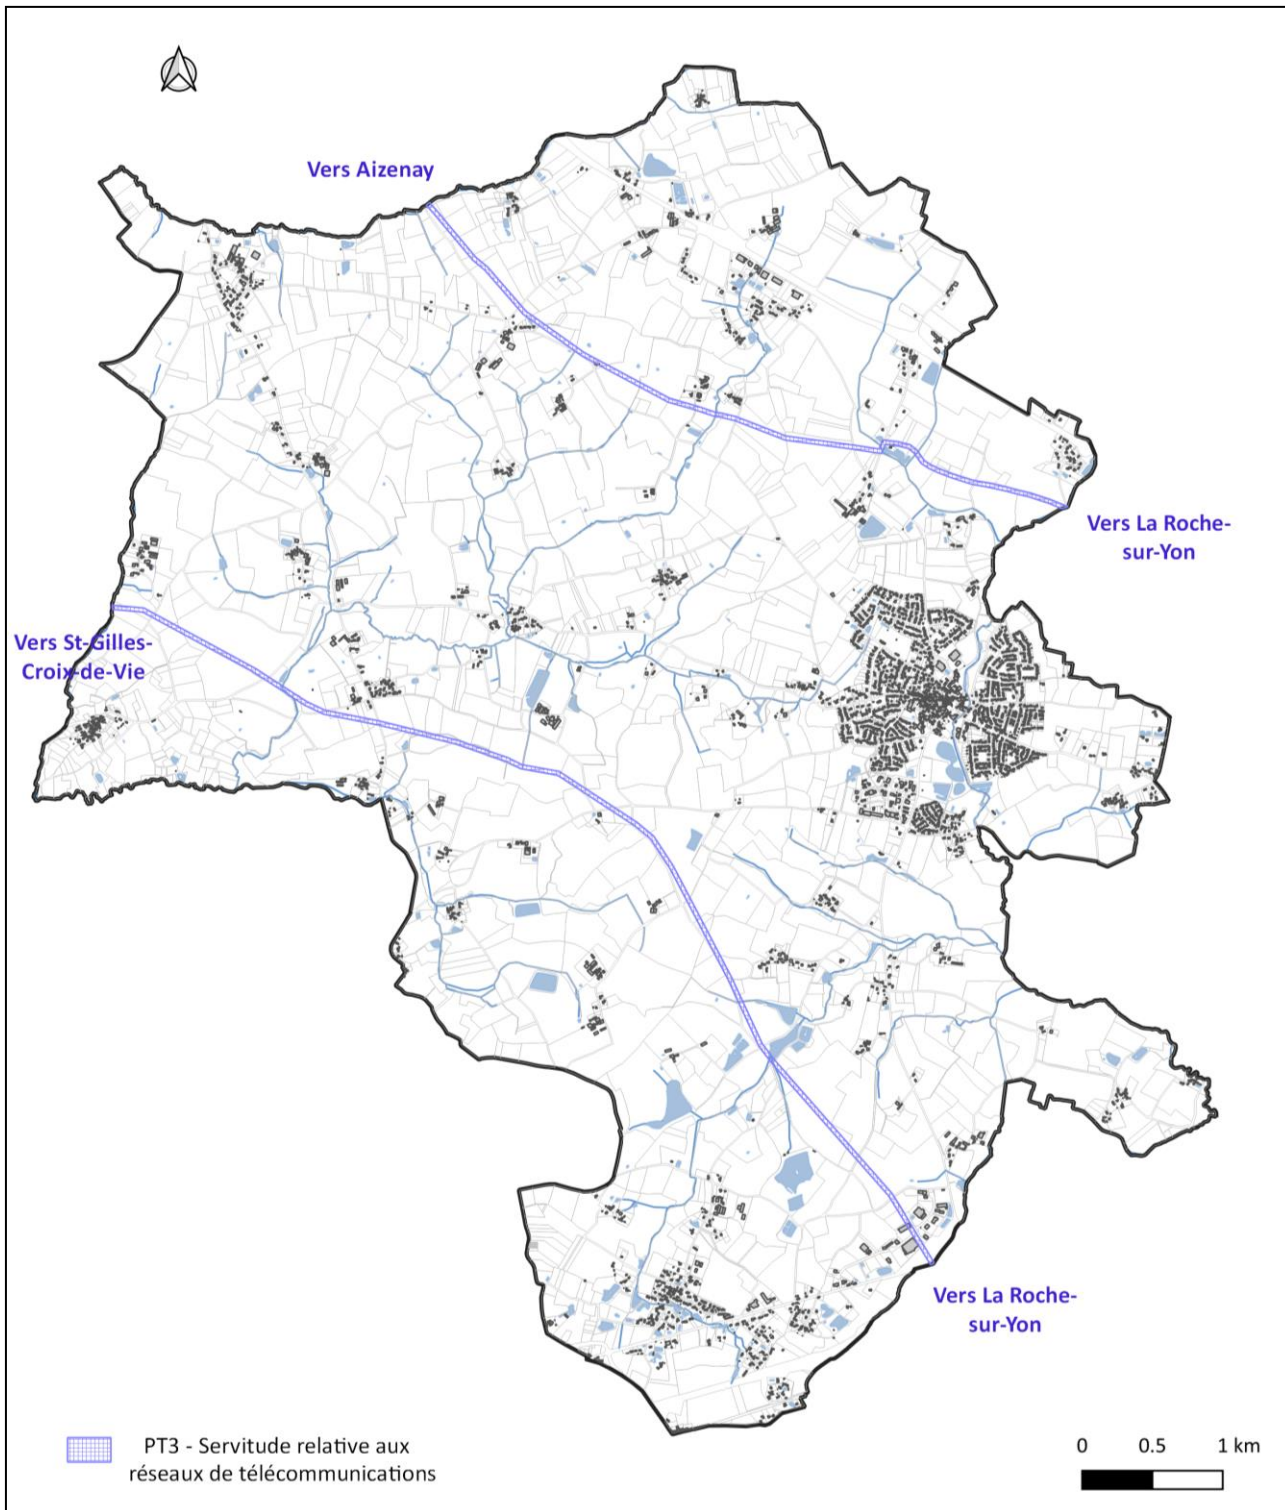 Vers Aizenay
Vers La Roche-
sur-Yon
Vers St-Gilles-
Croix-de-Vie
Vers La Roche-
sur-Yon
PT3 - Servitude relative aux
réseaux de télécommunications
0 0.5 1 km